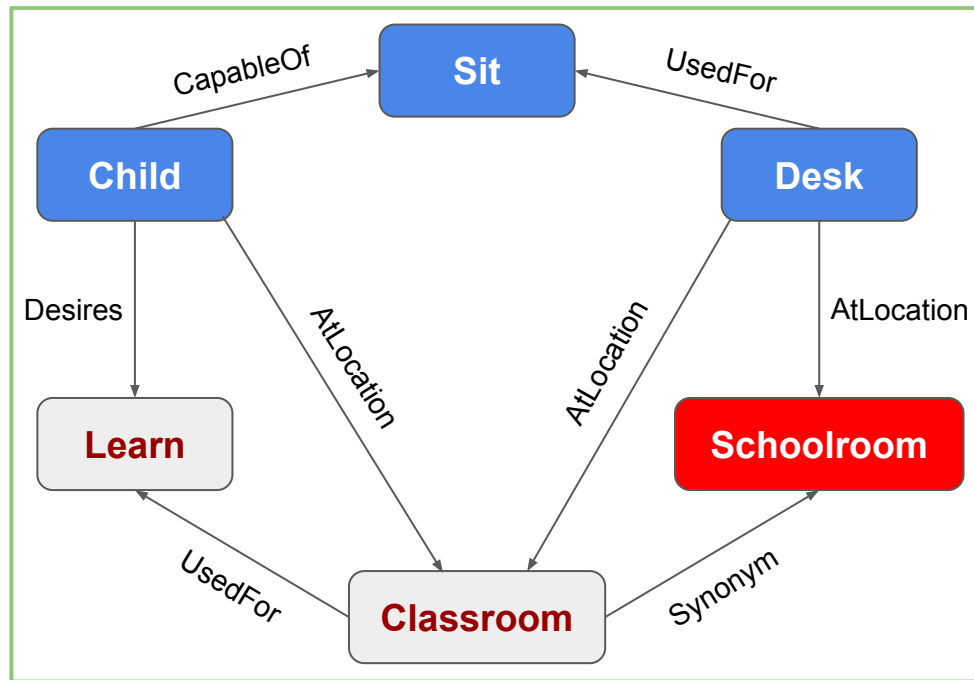 Sit
CapableOf
UsedFor
Child
Desk
Desires
AtLocation
AtLocation
AtLocation
Learn
Schoolroom
UsedFor
Classroom
Synonym